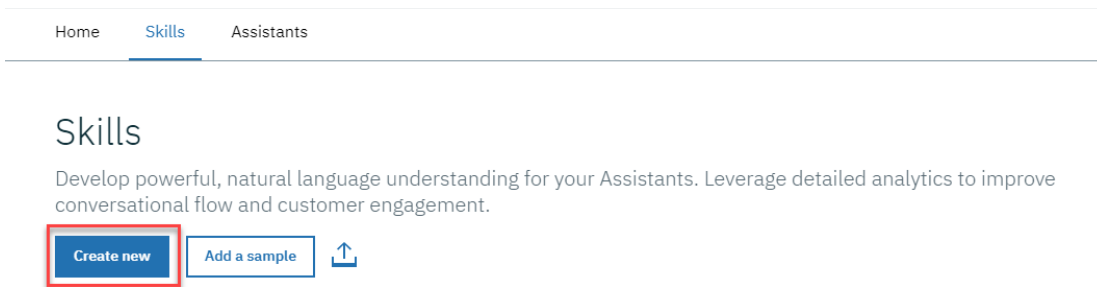 Home Skills Assistants
Skills
Develop powerful, natural language understanding for your Assistants. Leverage detailed analytics to improve
conversational flow and customer engagement.
Create new Add a sample